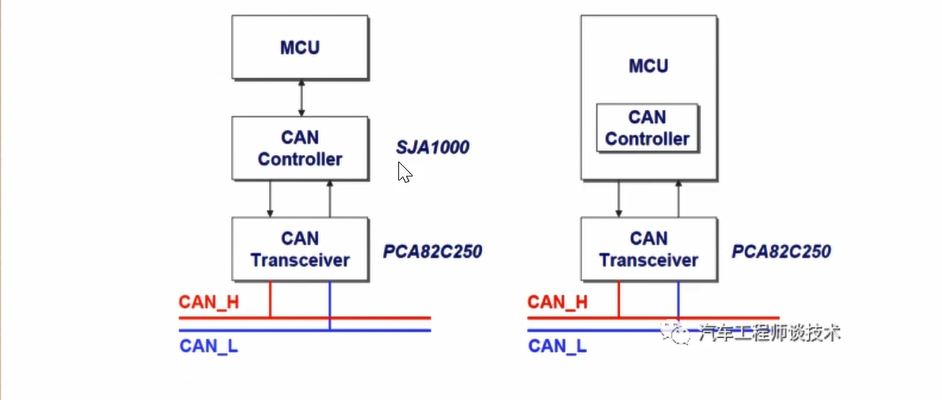 MCU
CAN
Controller
SJA1000
CAN
Transceiver
PCA82C250
CAN_H
CAN_L
MCU
CAN
Controller
CAN
Transceiver
PCA82C250
CAN_H
CAN_L
汽车工程师谈技术